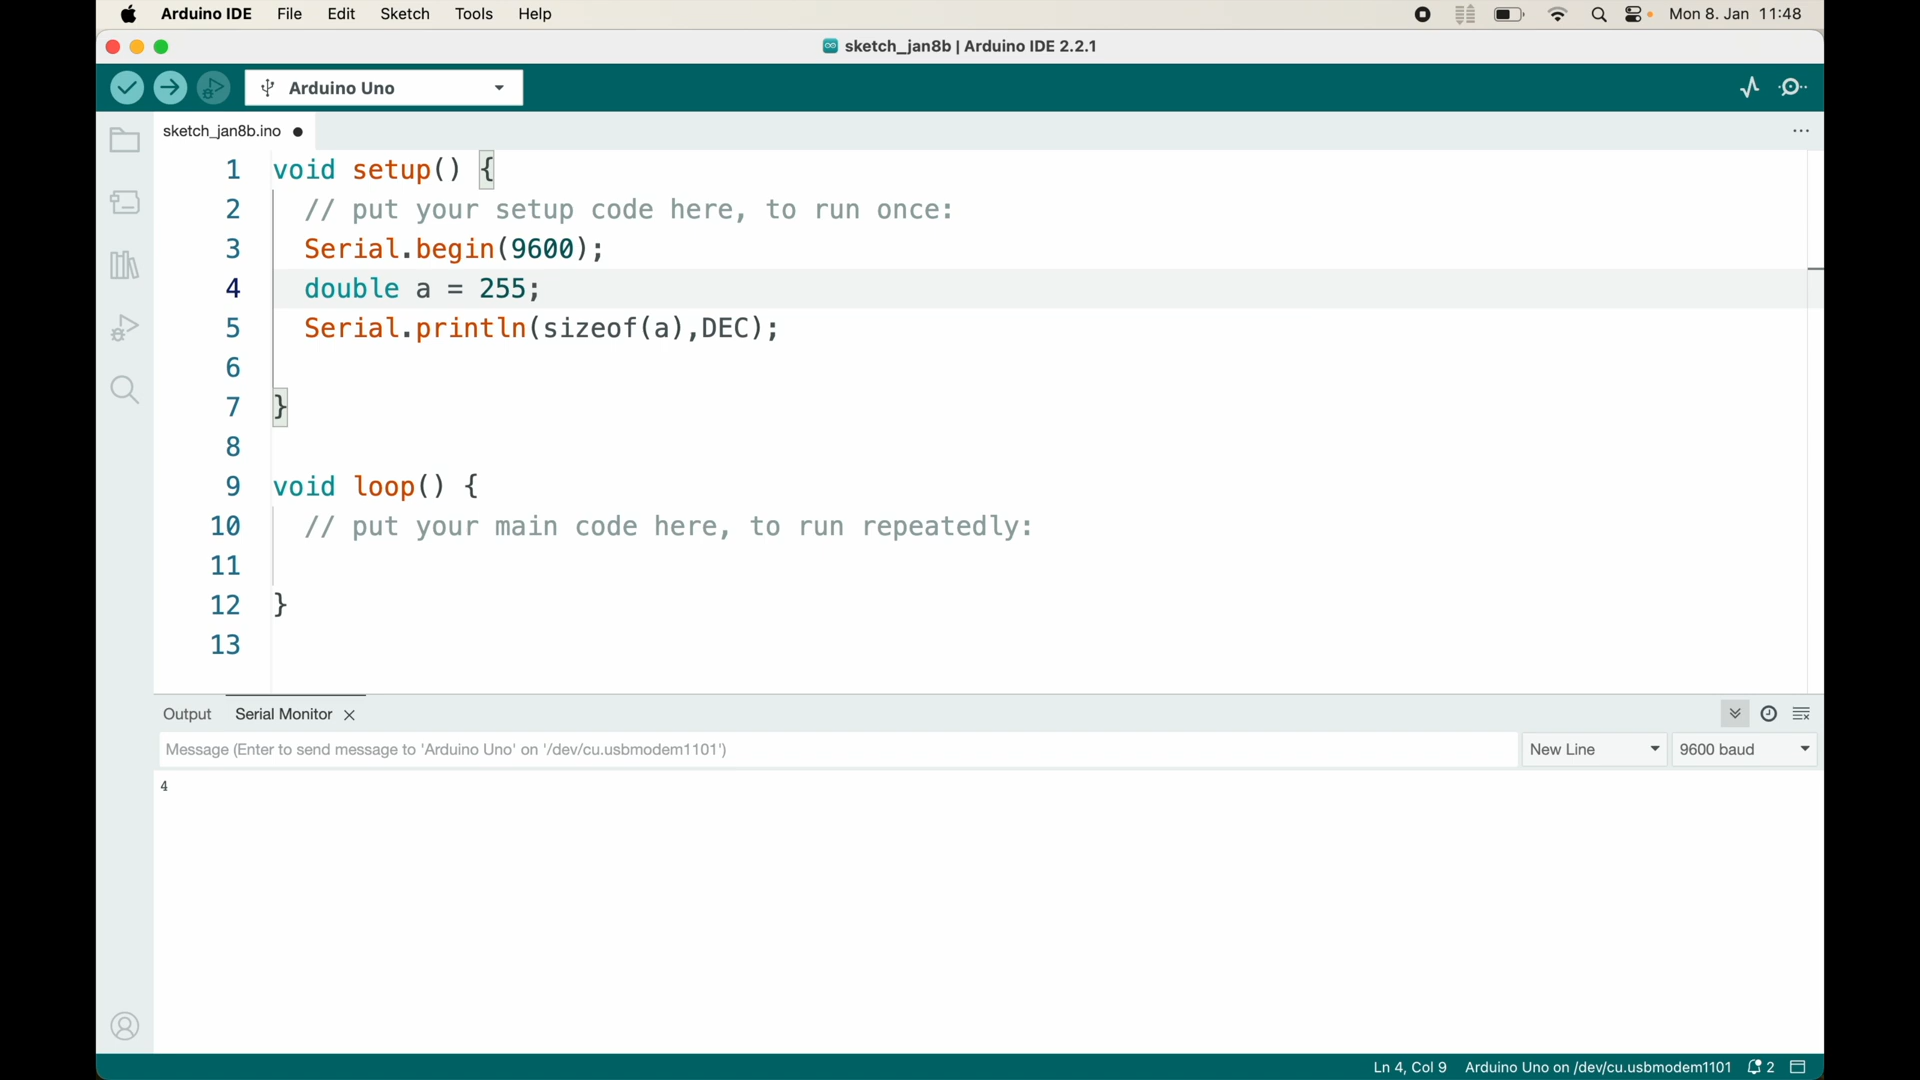 Arduino IDE File Edit Sketch Tools Help Mon 8. Jan 11:48
sketch_jan8b | Arduino IDE 2.2.1
Arduino Uno
sketch_jan8b.ino
1 void setup() {
2 // put your setup code here, to run once:
3 Serial.begin(9600);
4 double a = 255;
5 Serial.println(sizeof(a),DEC);
6
7 }
8
9 void loop() {
10 // put your main code here, to run repeatedly:
11
12 }
13
Output Serial Monitor
Message (Enter to send message to 'Arduino Uno' on '/dev/cu.usbmodem1101') New Line 9600 baud
4
Ln 4, Col 9 Arduino Uno on /dev/cu.usbmodem1101 2